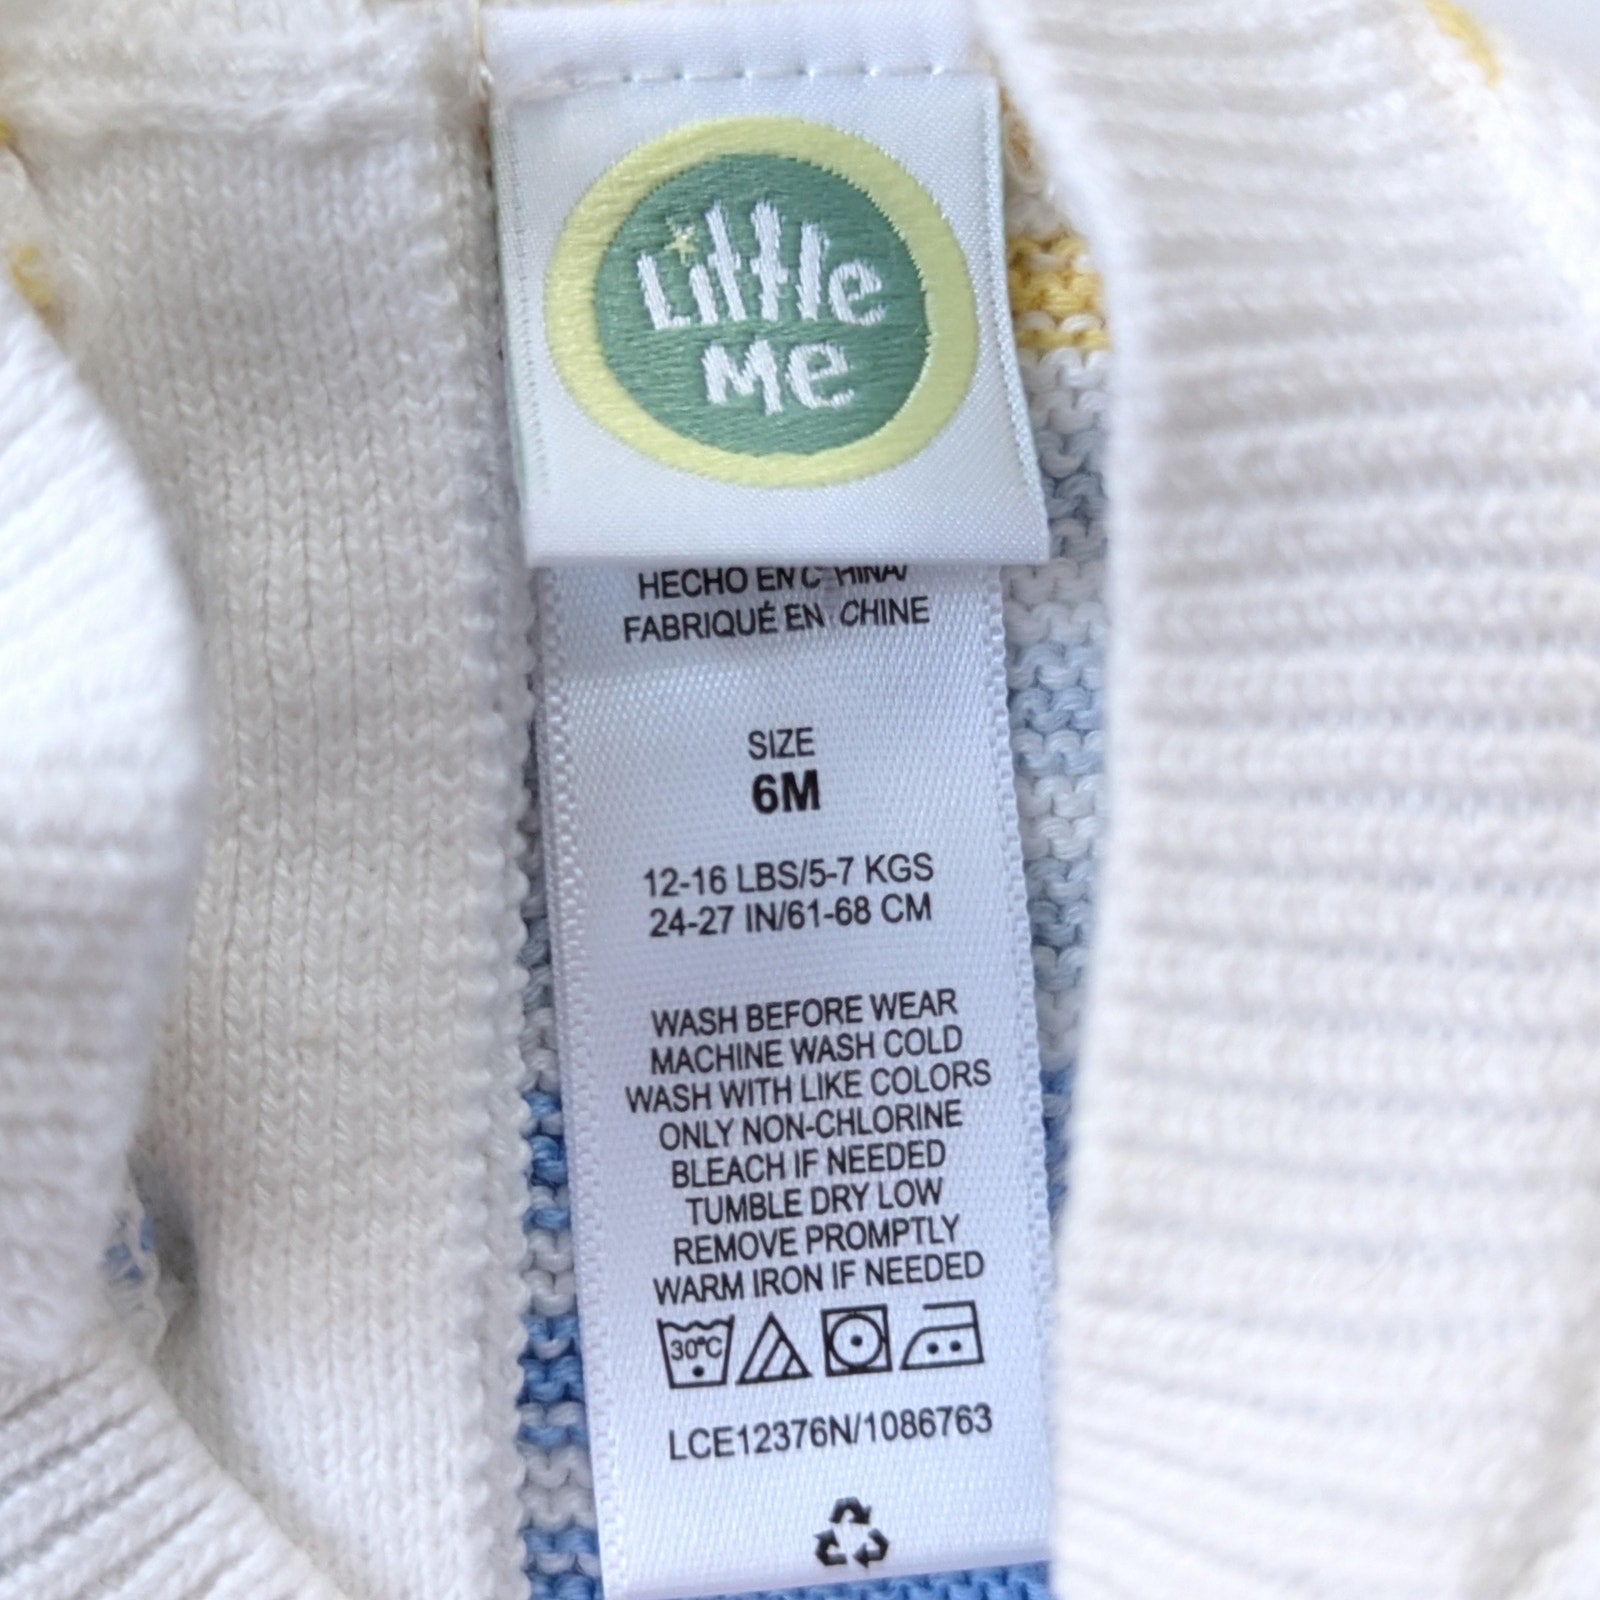 Little
Me
HECHO EN CHINA/
FABRIQUÉ EN CHINE
SIZE
6M
12-16 LBS/5-7 KGS
24-27 IN/61-68 CM
WASH BEFORE WEAR
MACHINE WASH COLD
WASH WITH LIKE COLORS
ONLY NON-CHLORINE
BLEACH IF NEEDED
TUMBLE DRY LOW
REMOVE PROMPTLY
WARM IRON IF NEEDED
30°C
LCE12376N/1086763